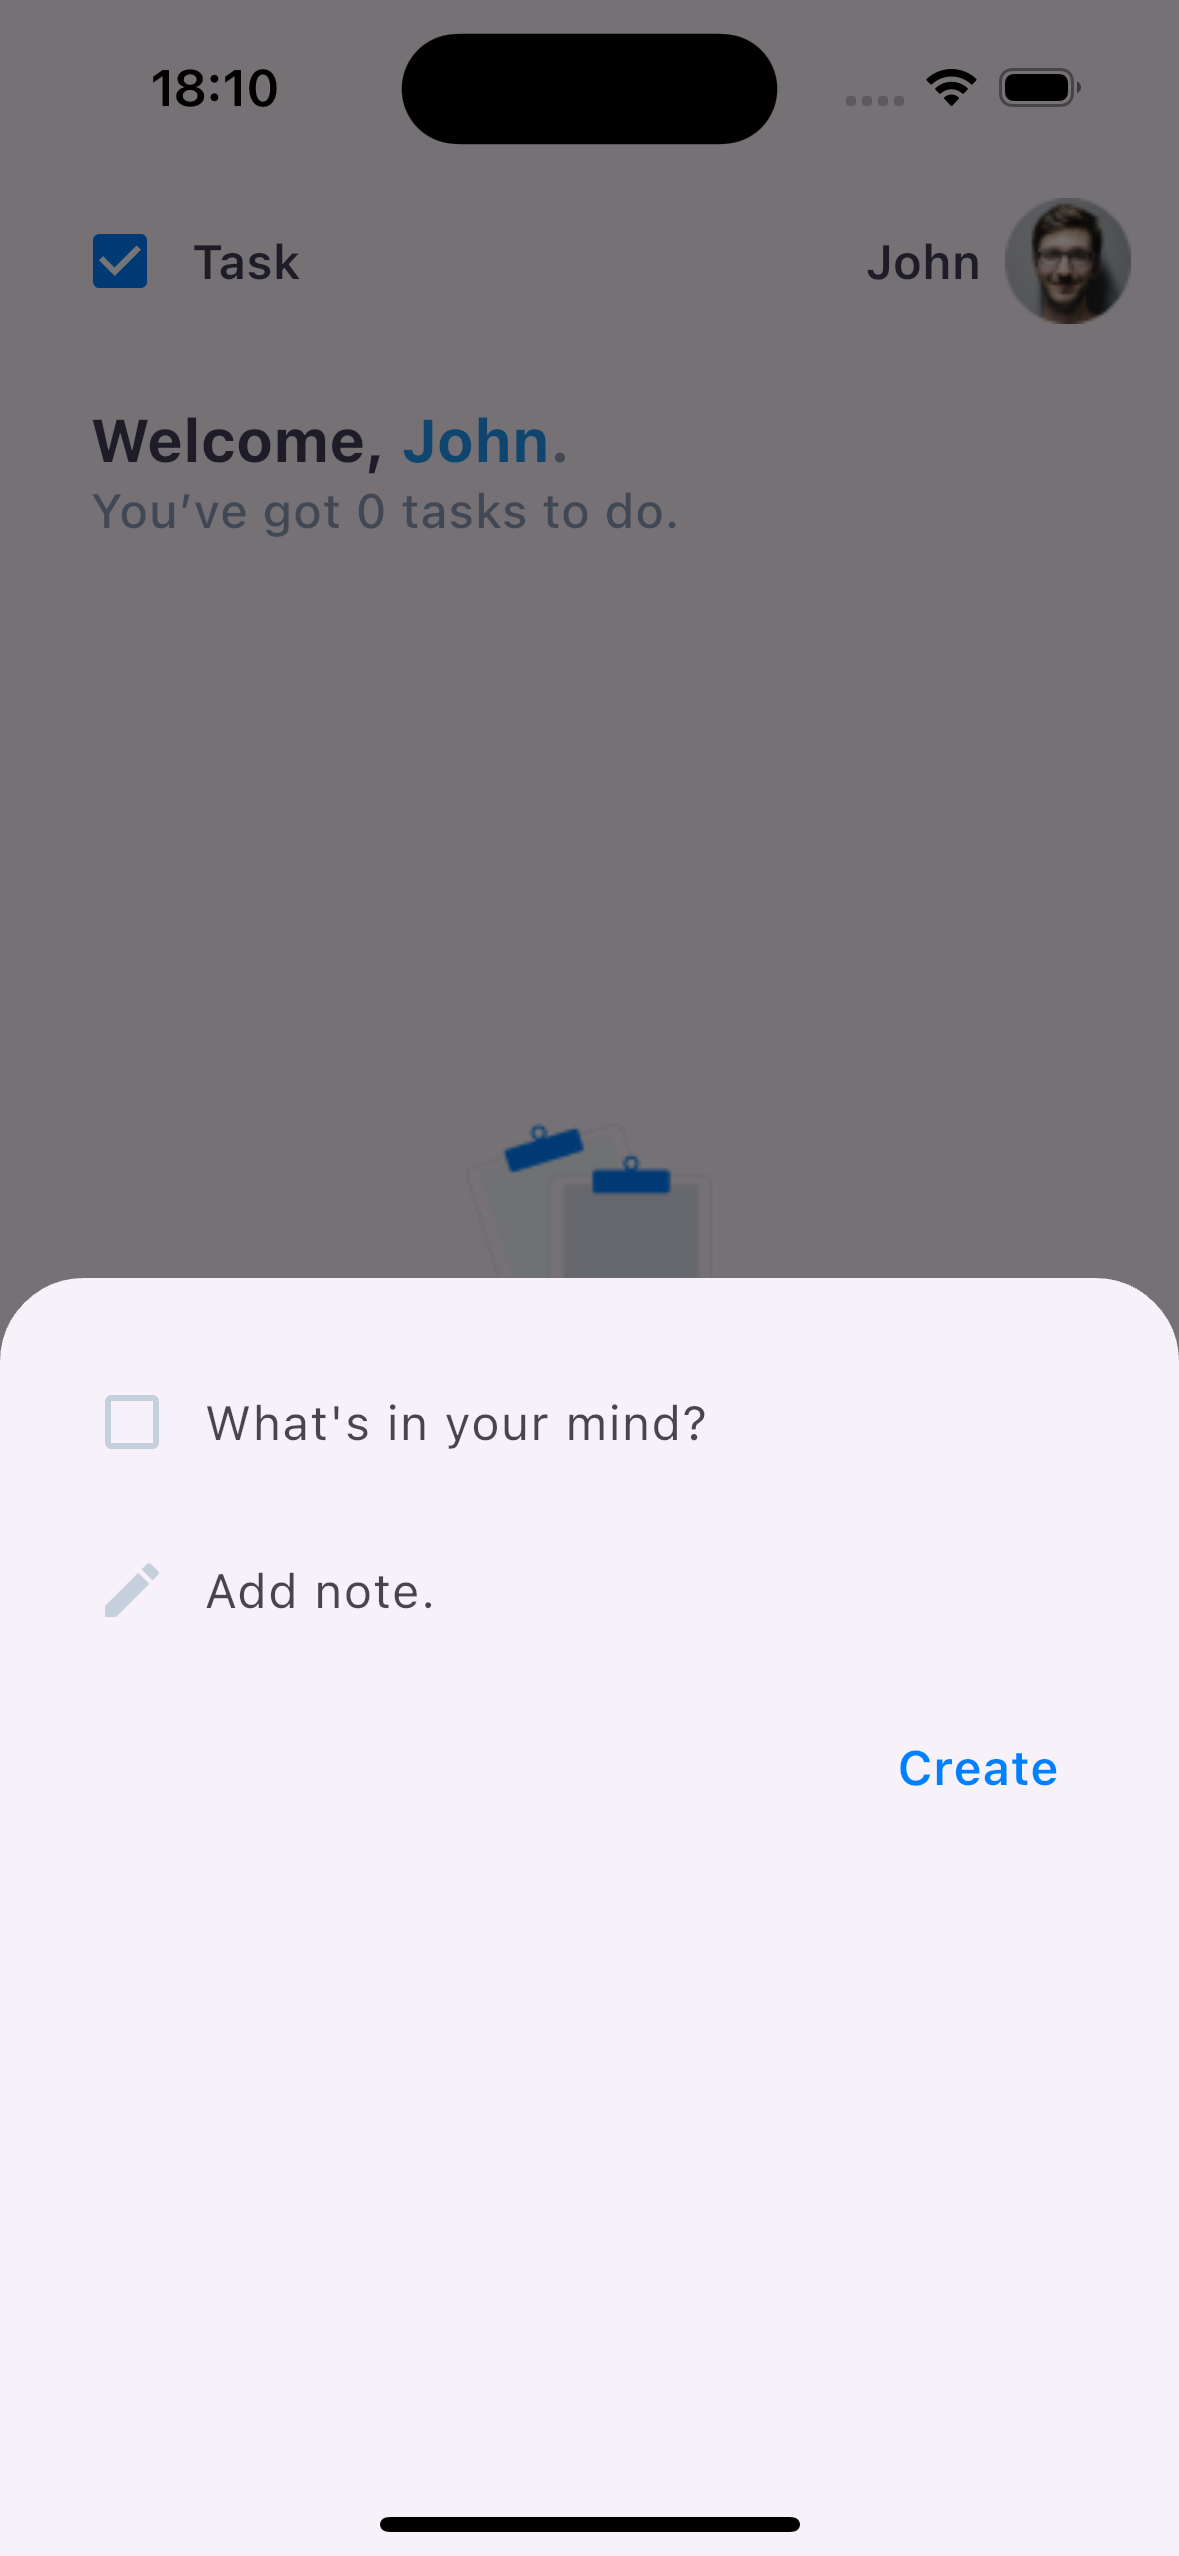 18:10
Task
John
Welcome, John.
You’ve got 0 tasks to do.
What's in your mind?
Add note.
Create